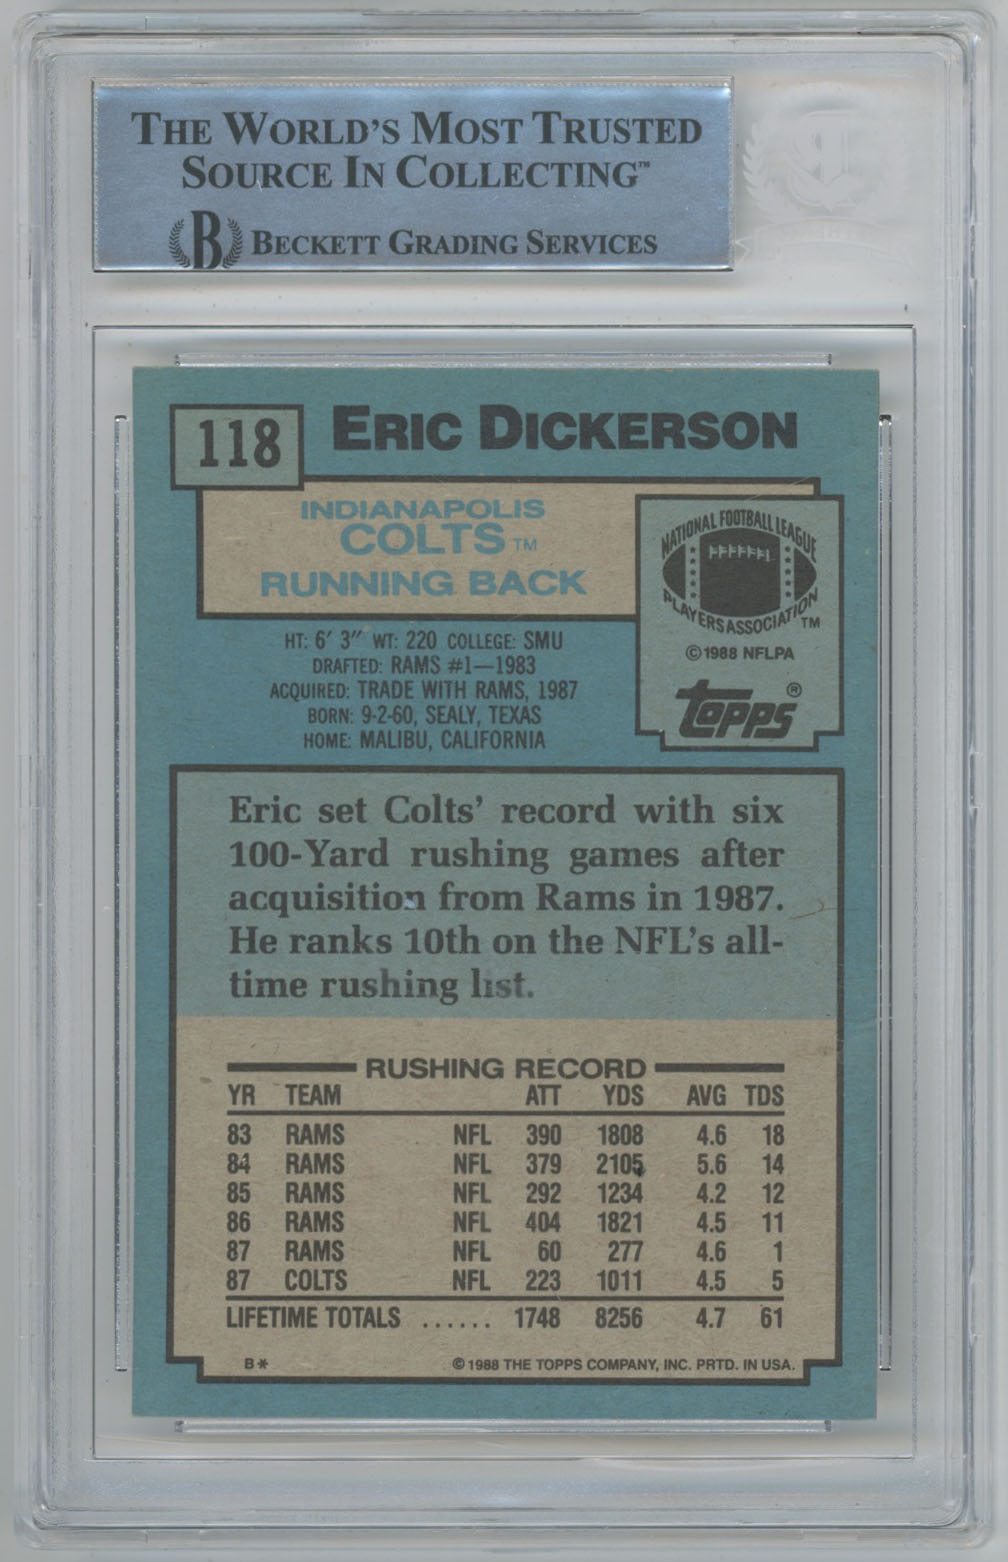 THE WORLD'S MOST TRUSTED
SOURCE IN COLLECTING™
B BECKETT GRADING SERVICES
118
ERIC DICKERSON
INDIANAPOLIS
COLTS TM
RUNNING BACK
NATIONAL FOOTBALL LEAGUE
PLAYERS ASSOCIATION TM
©1988 NFLPA
topps®
HT: 6' 3" WT: 220 COLLEGE: SMU
DRAFTED: RAMS #1—1983
ACQUIRED: TRADE WITH RAMS, 1987
BORN: 9-2-60, SEALY, TEXAS
HOME: MALIBU, CALIFORNIA
Eric set Colts' record with six
100-Yard rushing games after
acquisition from Rams in 1987.
He ranks 10th on the NFL's all-
time rushing list.
RUSHING RECORD
YR TEAM ATT YDS AVG TDS
83 RAMS NFL 390 1808 4.6 18
84 RAMS NFL 379 2105 5.6 14
85 RAMS NFL 292 1234 4.2 12
86 RAMS NFL 404 1821 4.5 11
87 RAMS NFL 60 277 4.6 1
87 COLTS NFL 223 1011 4.5 5
LIFETIME TOTALS ...... 1748 8256 4.7 61
B* ©1988 THE TOPPS COMPANY, INC. PRTD. IN USA.